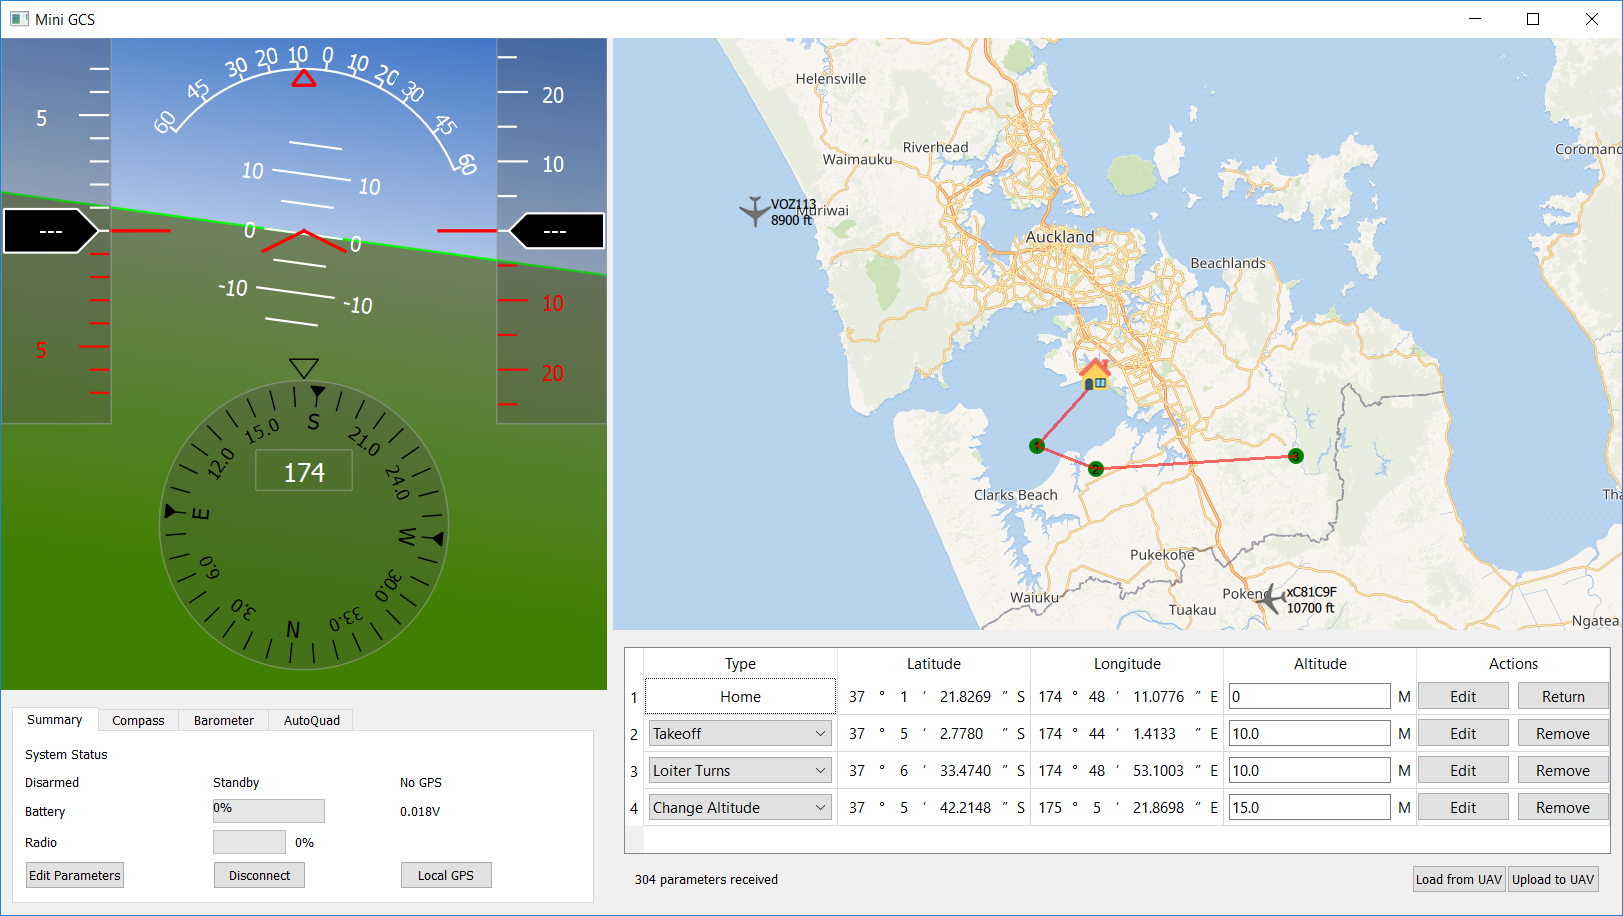 Mini GCS
60 45 30 20 10 0 10 20 30 45 60
5
5
---
20
10
10
20
---
10 10
0 0
-10 -10
S 21.0 24.0 W 30.0 33.0 N 3.0 6.0 E 12.0 15.0
174
Helensville
Riverhead
Waimauku
Coromand
VOZ113
8900 ft
Muriwai
Auckland
Beachlands
1
2
3
Clarks Beach
Tha
Pukekohe
Waiuku
Tuakau
Pokeno
xC81C9F
10700 ft
Ngatea
Type Latitude Longitude Altitude Actions
1 Home 37 ° 1 ′ 21.8269 ″ S 174 ° 48 ′ 11.0776 ″ E 0 M Edit Return
2 Takeoff 37 ° 5 ′ 2.7780 ″ S 174 ° 44 ′ 1.4133 ″ E 10.0 M Edit Remove
3 Loiter Turns 37 ° 6 ′ 33.4740 ″ S 174 ° 48 ′ 53.1003 ″ E 10.0 M Edit Remove
4 Change Altitude 37 ° 5 ′ 42.2148 ″ S 175 ° 5 ′ 21.8698 ″ E 15.0 M Edit Remove
304 parameters received Load from UAV Upload to UAV
Summary Compass Barometer AutoQuad
System Status
Disarmed Standby No GPS
Battery 0% 0.018V
Radio 0%
Edit Parameters Disconnect Local GPS